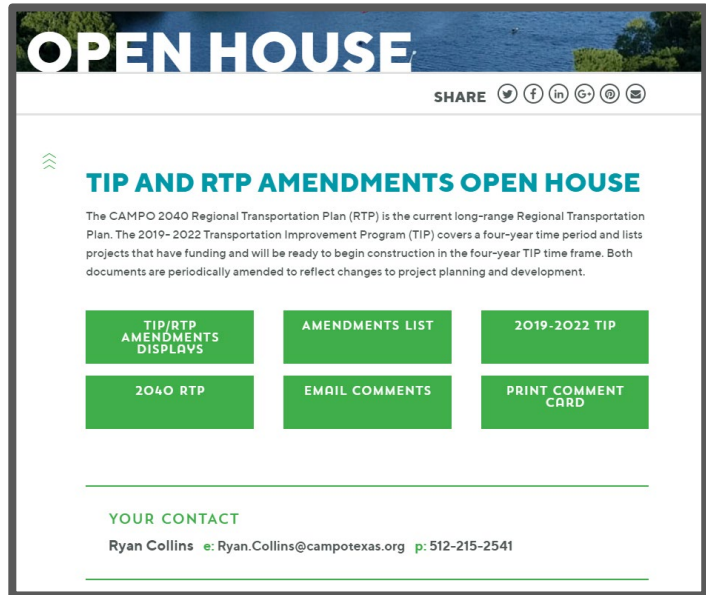 OPEN HOUSE
SHARE
TIP AND RTP AMENDMENTS OPEN HOUSE
The CAMPO 2040 Regional Transportation Plan (RTP) is the current long-range Regional Transportation
Plan. The 2019- 2022 Transportation Improvement Program (TIP) covers a four-year time period and lists
projects that have funding and will be ready to begin construction in the four-year TIP time frame. Both
documents are periodically amended to reflect changes to project planning and development.
TIP/RTP
AMENDMENTS
DISPLAYS
AMENDMENTS LIST
2019-2022 TIP
2040 RTP
EMAIL COMMENTS
PRINT COMMENT
CARD
YOUR CONTACT
Ryan Collins e: Ryan.Collins@campotexas.org p: 512-215-2541